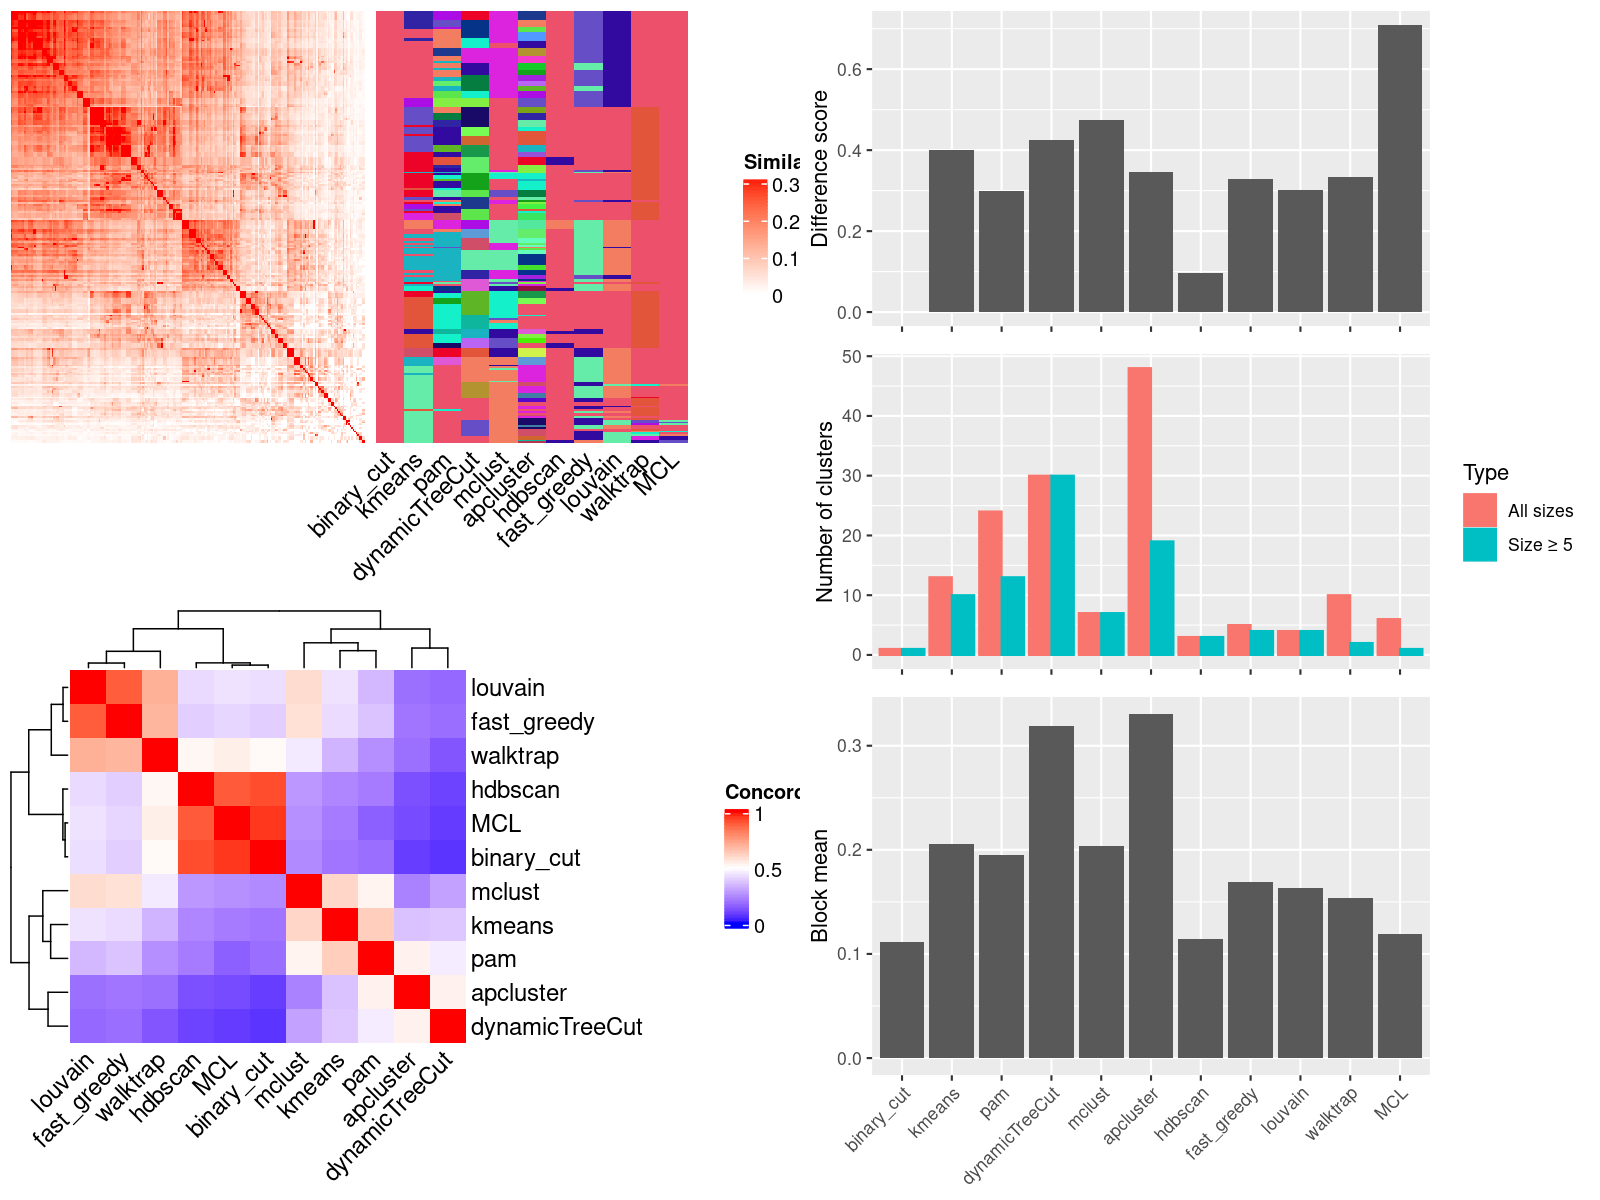 Simila
0.3
0.2
0.1
0
binary_cut
kmeans
pam
dynamicTreeCut
mclust
apcluster
hdbscan
fast_greedy
louvain
walktrap
MCL
louvain
fast_greedy
walktrap
hdbscan
MCL
binary_cut
mclust
kmeans
pam
apcluster
dynamicTreeCut
louvain
fast_greedy
walktrap
hdbscan
MCL
binary_cut
mclust
kmeans
pam
apcluster
dynamicTreeCut
Concord
1
0.5
0
Difference score
0.6
0.4
0.2
0.0
Number of clusters
50
40
30
20
10
0
Type
All sizes
Size ≥ 5
Block mean
0.3
0.2
0.1
0.0
binary_cut
kmeans
pam
dynamicTreeCut
mclust
apcluster
hdbscan
fast_greedy
louvain
walktrap
MCL